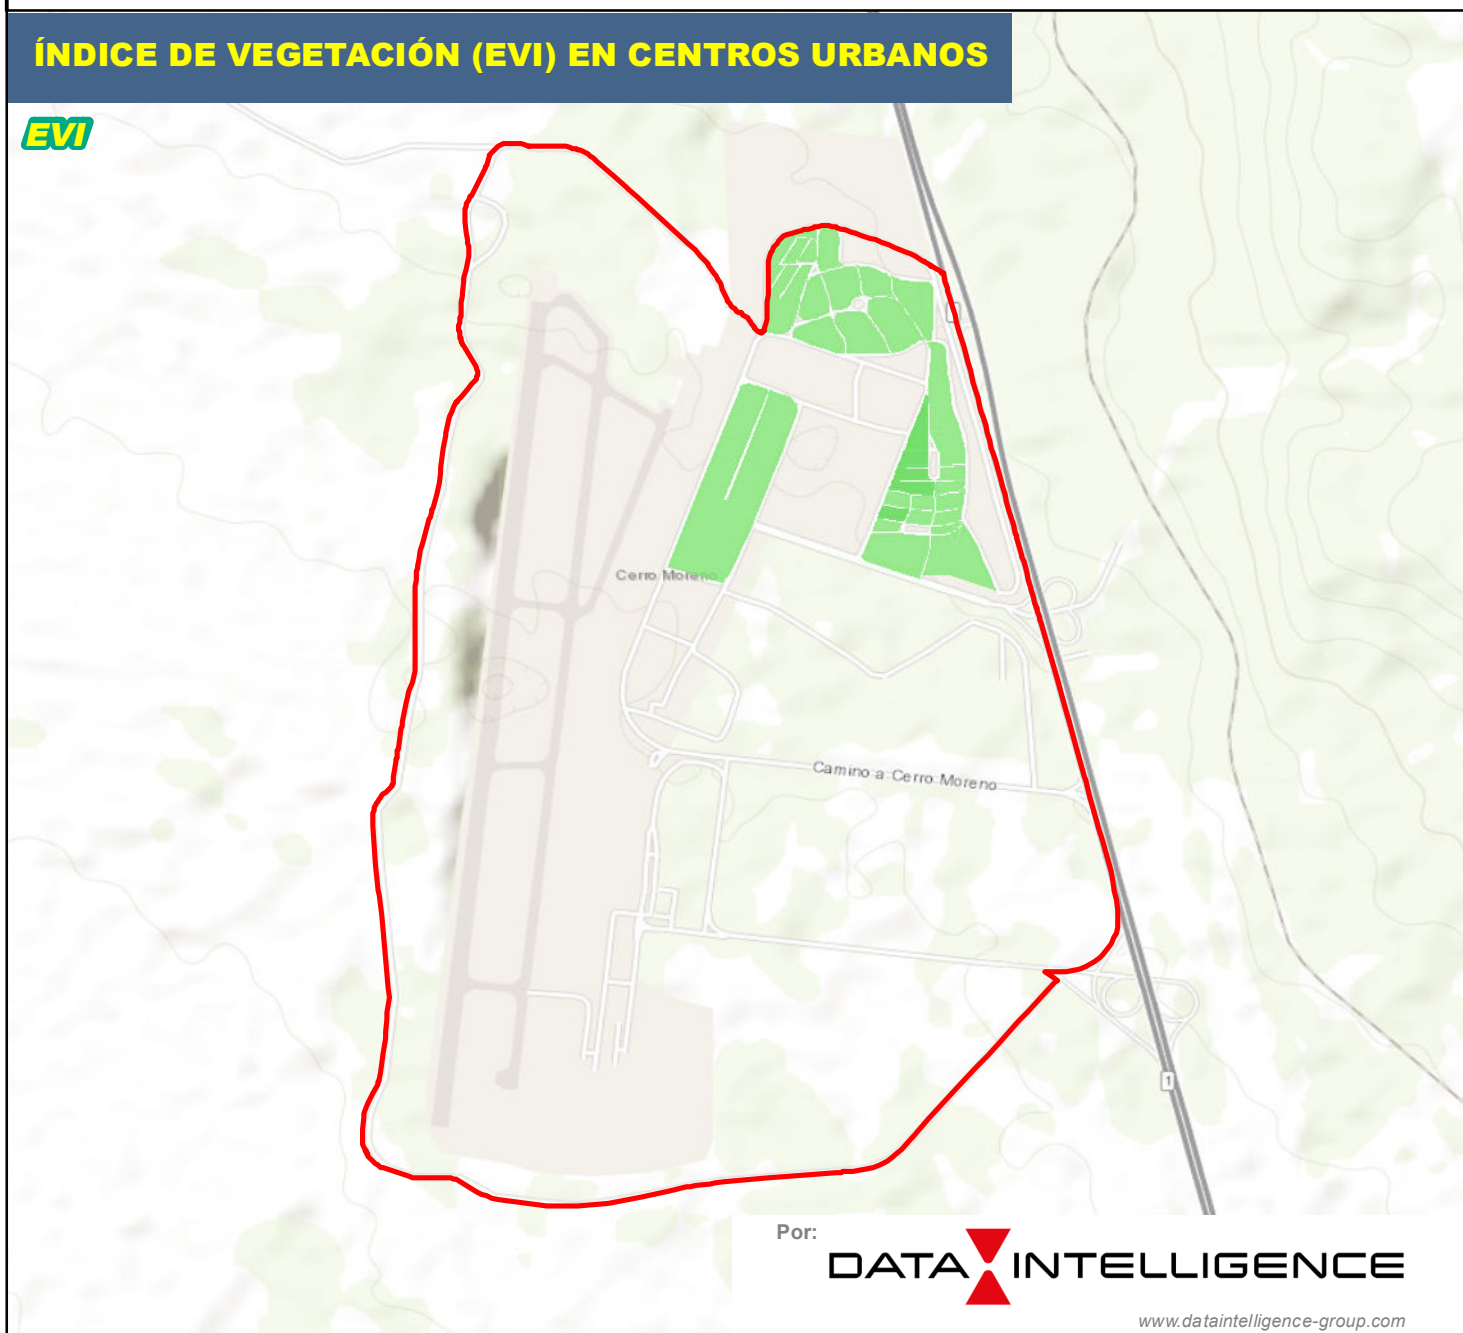 ÍNDICE DE VEGETACIÓN (EVI) EN CENTROS URBANOS
EVI
Cerro Moreno
Camino a Cerro Moreno
1
Por:
DATA INTELLIGENCE
www.dataintelligence-group.com